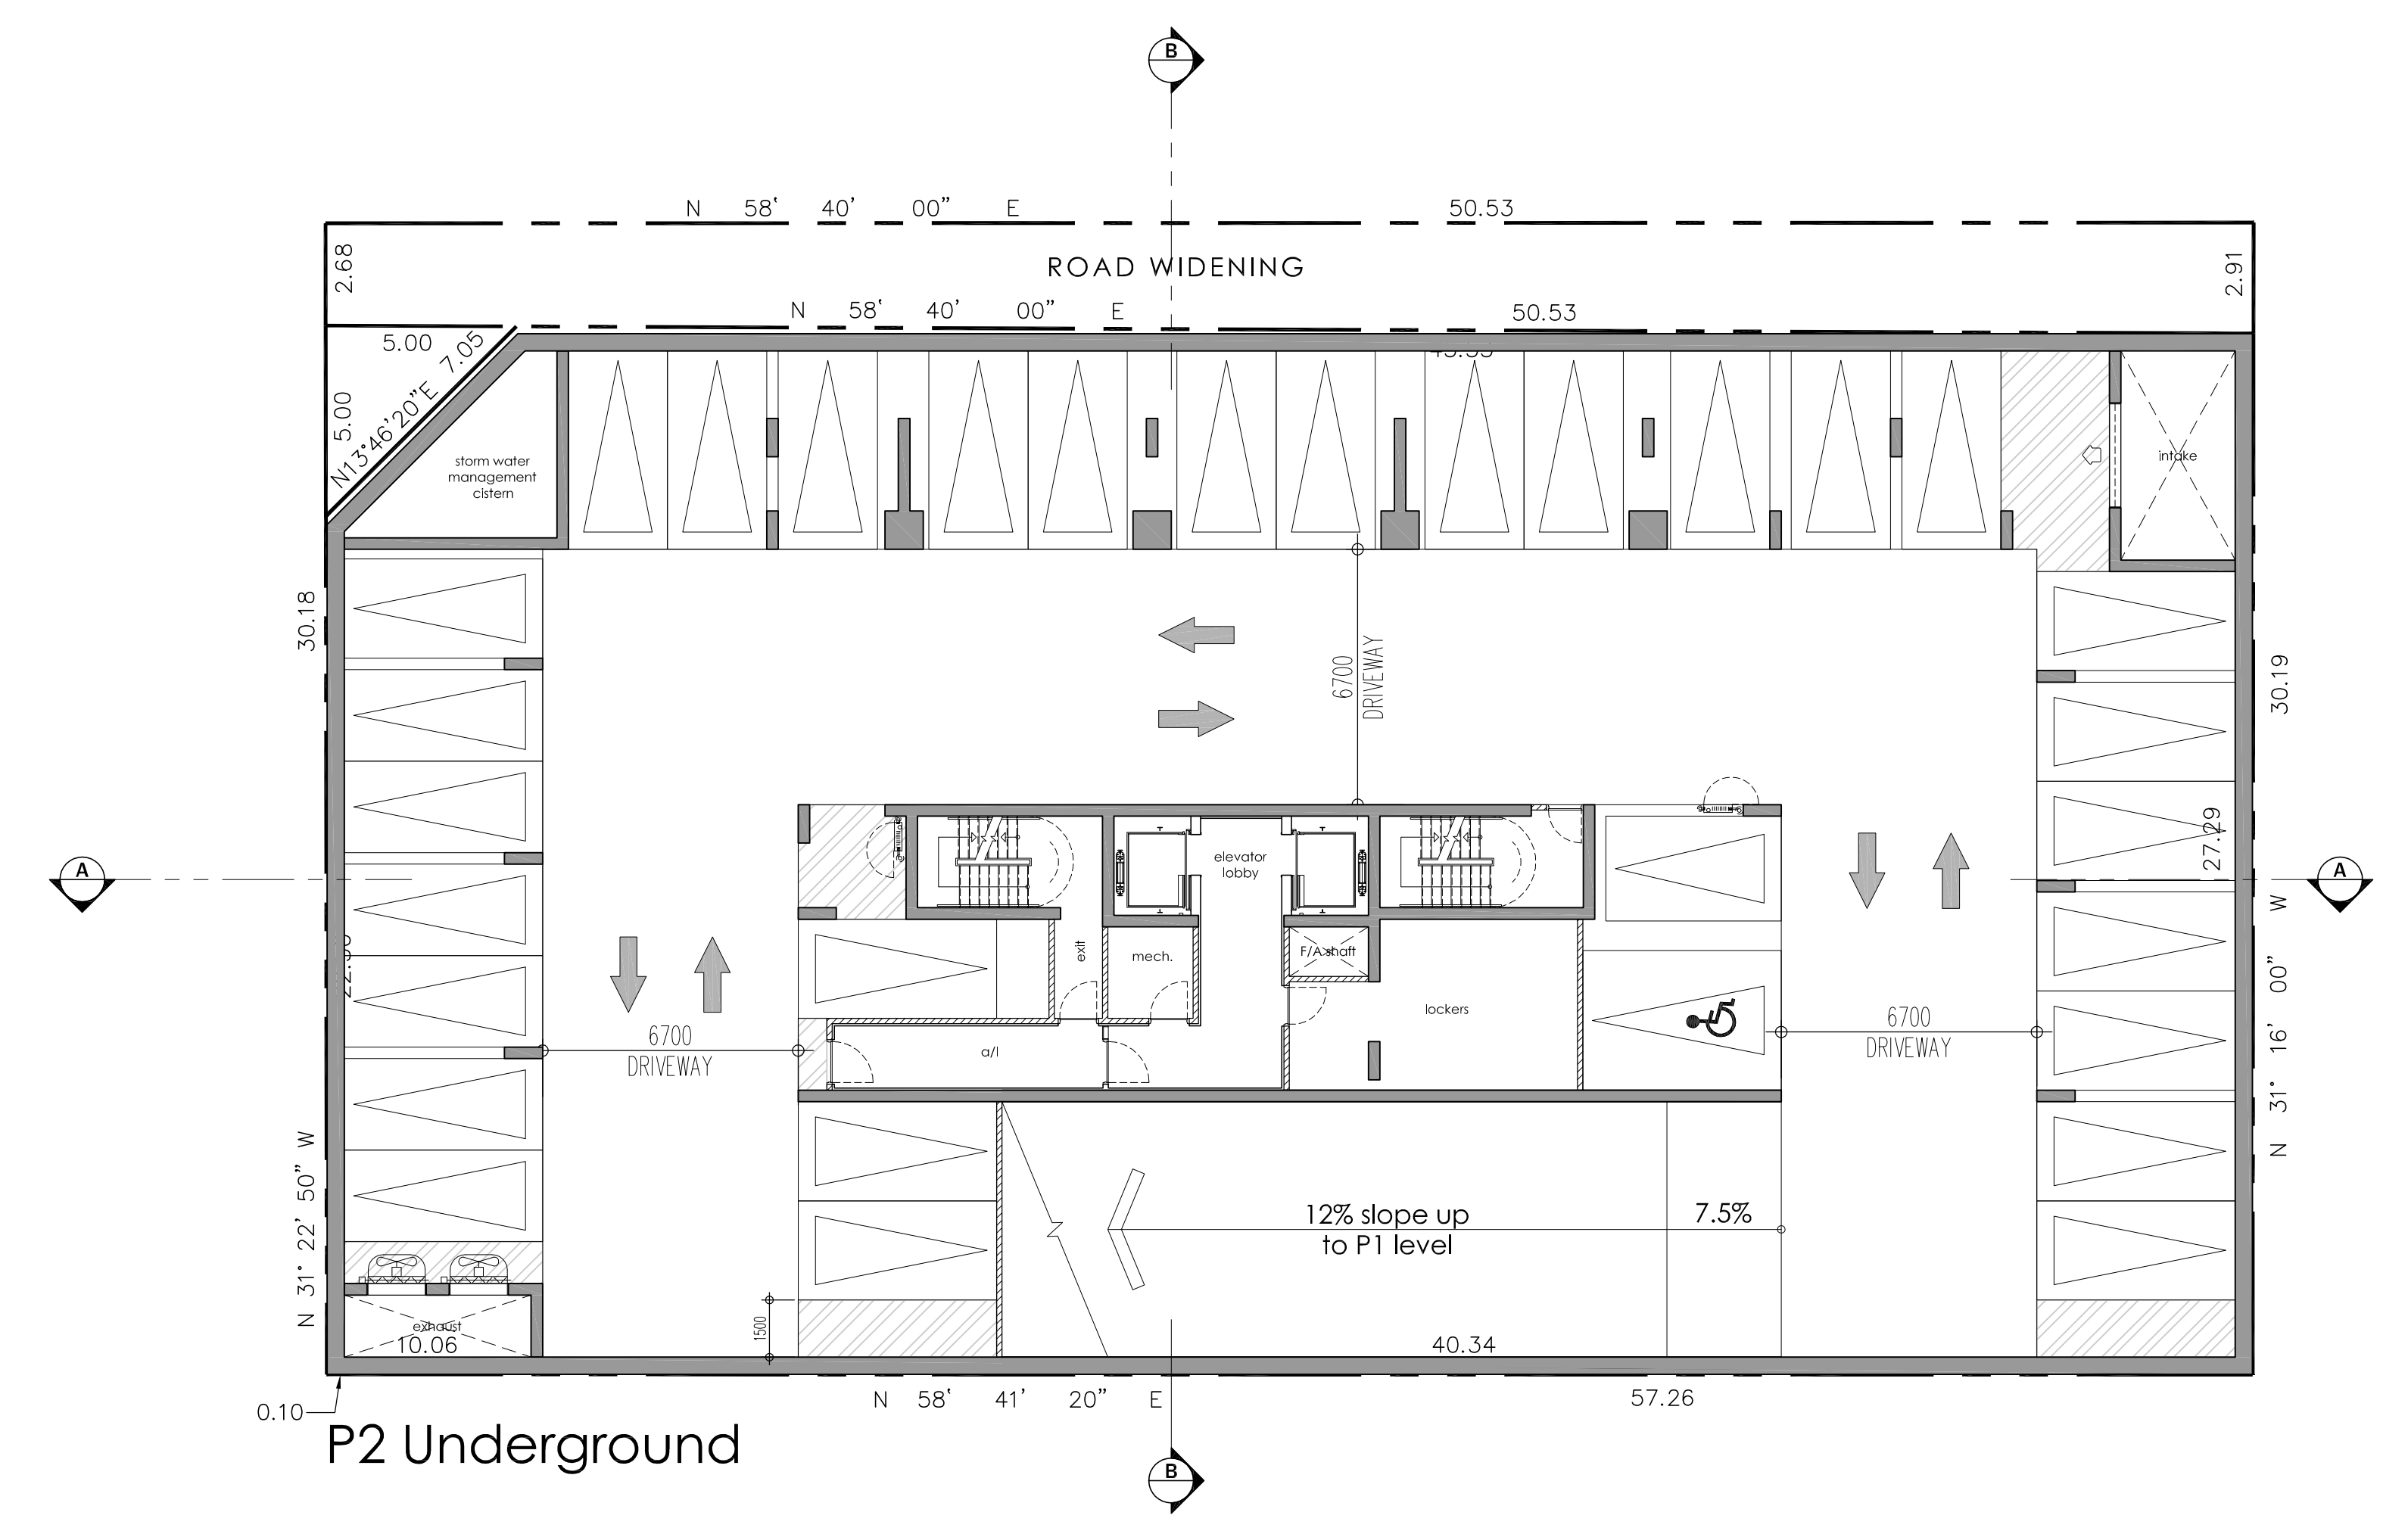 B
N 58‘ 40’ 00” E 50.53
2.68
ROAD WIDENING
2.91
N 58‘ 40’ 00” E 50.53
5.00
7.05
5.00
N13°46’20”E
storm water
management
cistern
intake
30.18
6700
DRIVEWAY
30.19
27.29
A
A
elevator
lobby
exit
mech.
F/A shaft
lockers
a/l
6700
DRIVEWAY
6700
DRIVEWAY
N 31° 22’ 50” W
N 31° 16’ 00” W
12% slope up
to P1 level
7.5%
1500
exhaust
10.06
40.34
0.10
N 58‘ 41’ 20” E 57.26
P2 Underground
B